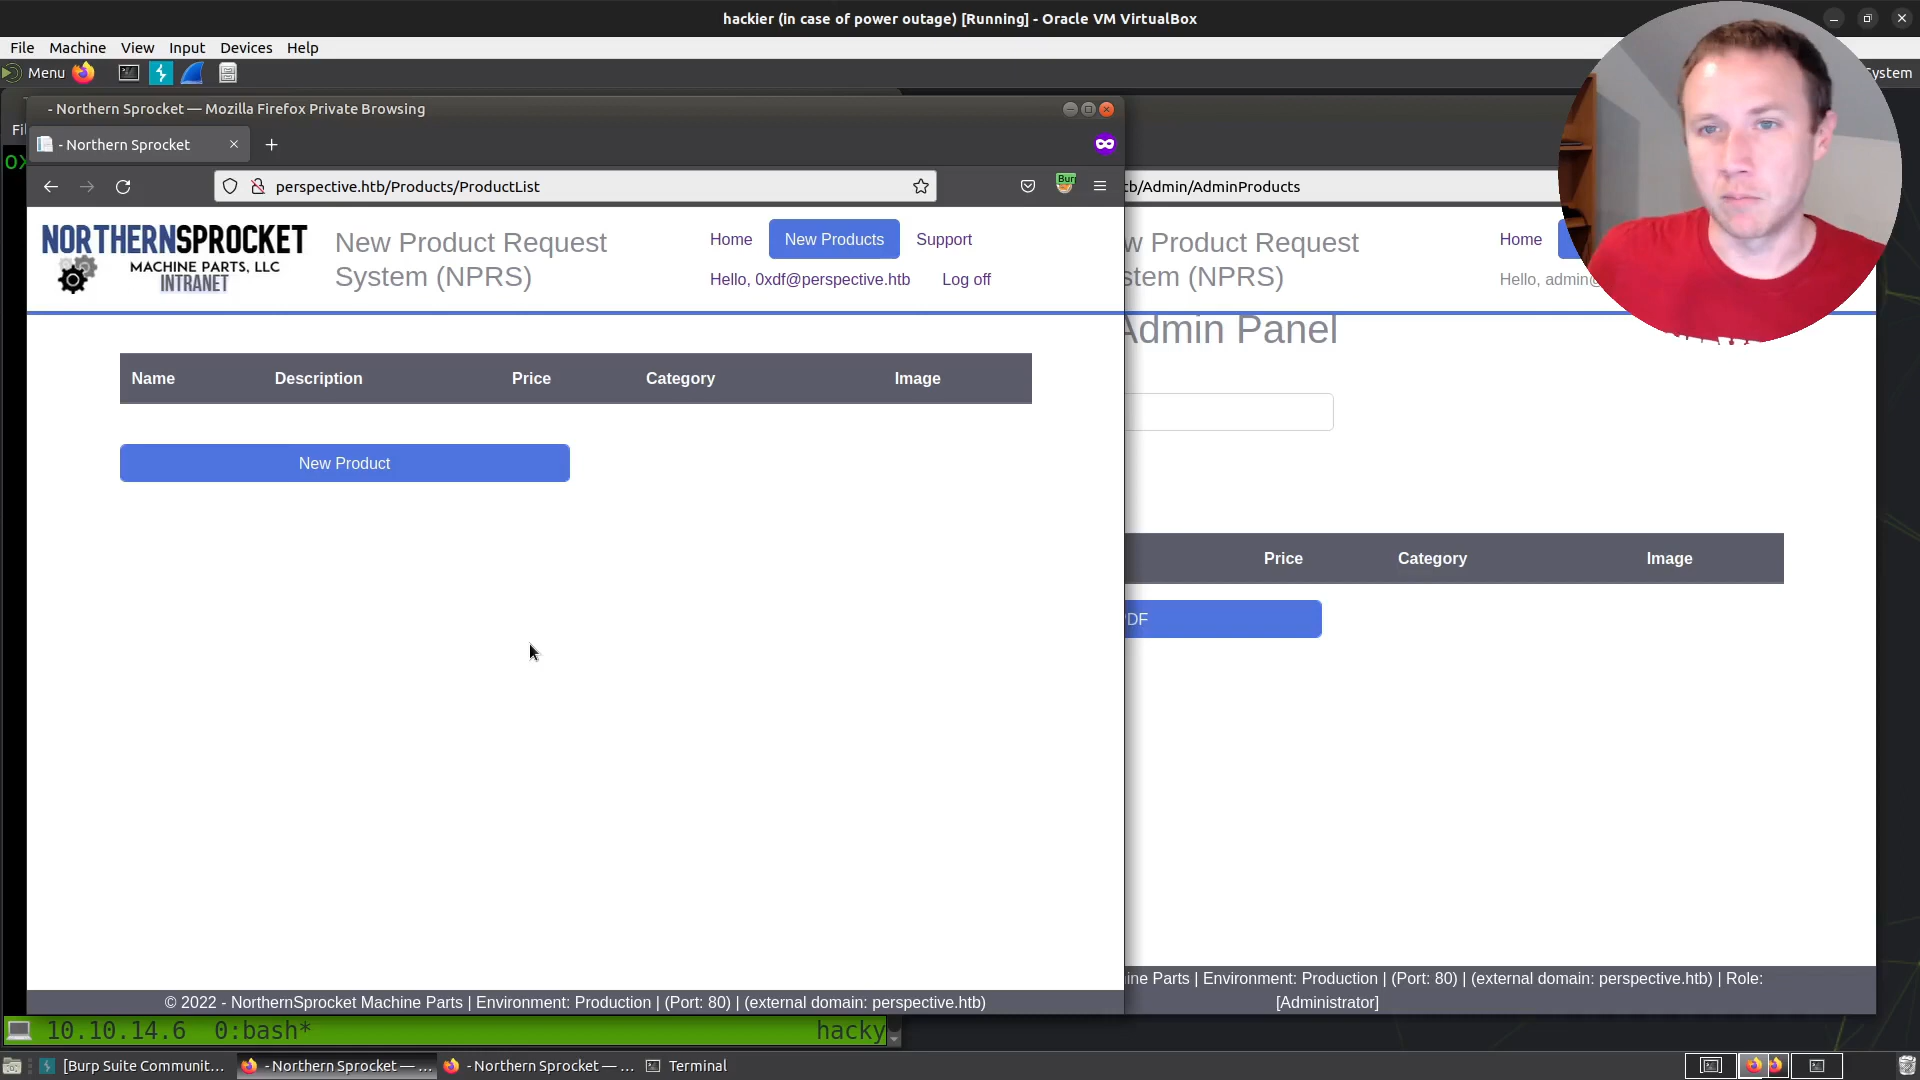 hackier (in case of power outage) [Running] - Oracle VM VirtualBox
File Machine View Input Devices Help
Menu
System
- Northern Sprocket — Mozilla Firefox Private Browsing
- Northern Sprocket
perspective.htb/Products/ProductList
Bur
tb/Admin/AdminProducts
NORTHERNSPROCKET
MACHINE PARTS, LLC
INTRANET
New Product Request
System (NPRS)
Home New Products Support
Hello, 0xdf@perspective.htb Log off
w Product Request
stem (NPRS)
Home
Hello, admin@
Admin Panel
Name Description Price Category Image
New Product
Price Category Image
PDF
ine Parts | Environment: Production | (Port: 80) | (external domain: perspective.htb) | Role:
[Administrator]
© 2022 - NorthernSprocket Machine Parts | Environment: Production | (Port: 80) | (external domain: perspective.htb)
10.10.14.6 0:bash* hacky
[Burp Suite Communit... - Northern Sprocket — ... - Northern Sprocket — ... Terminal